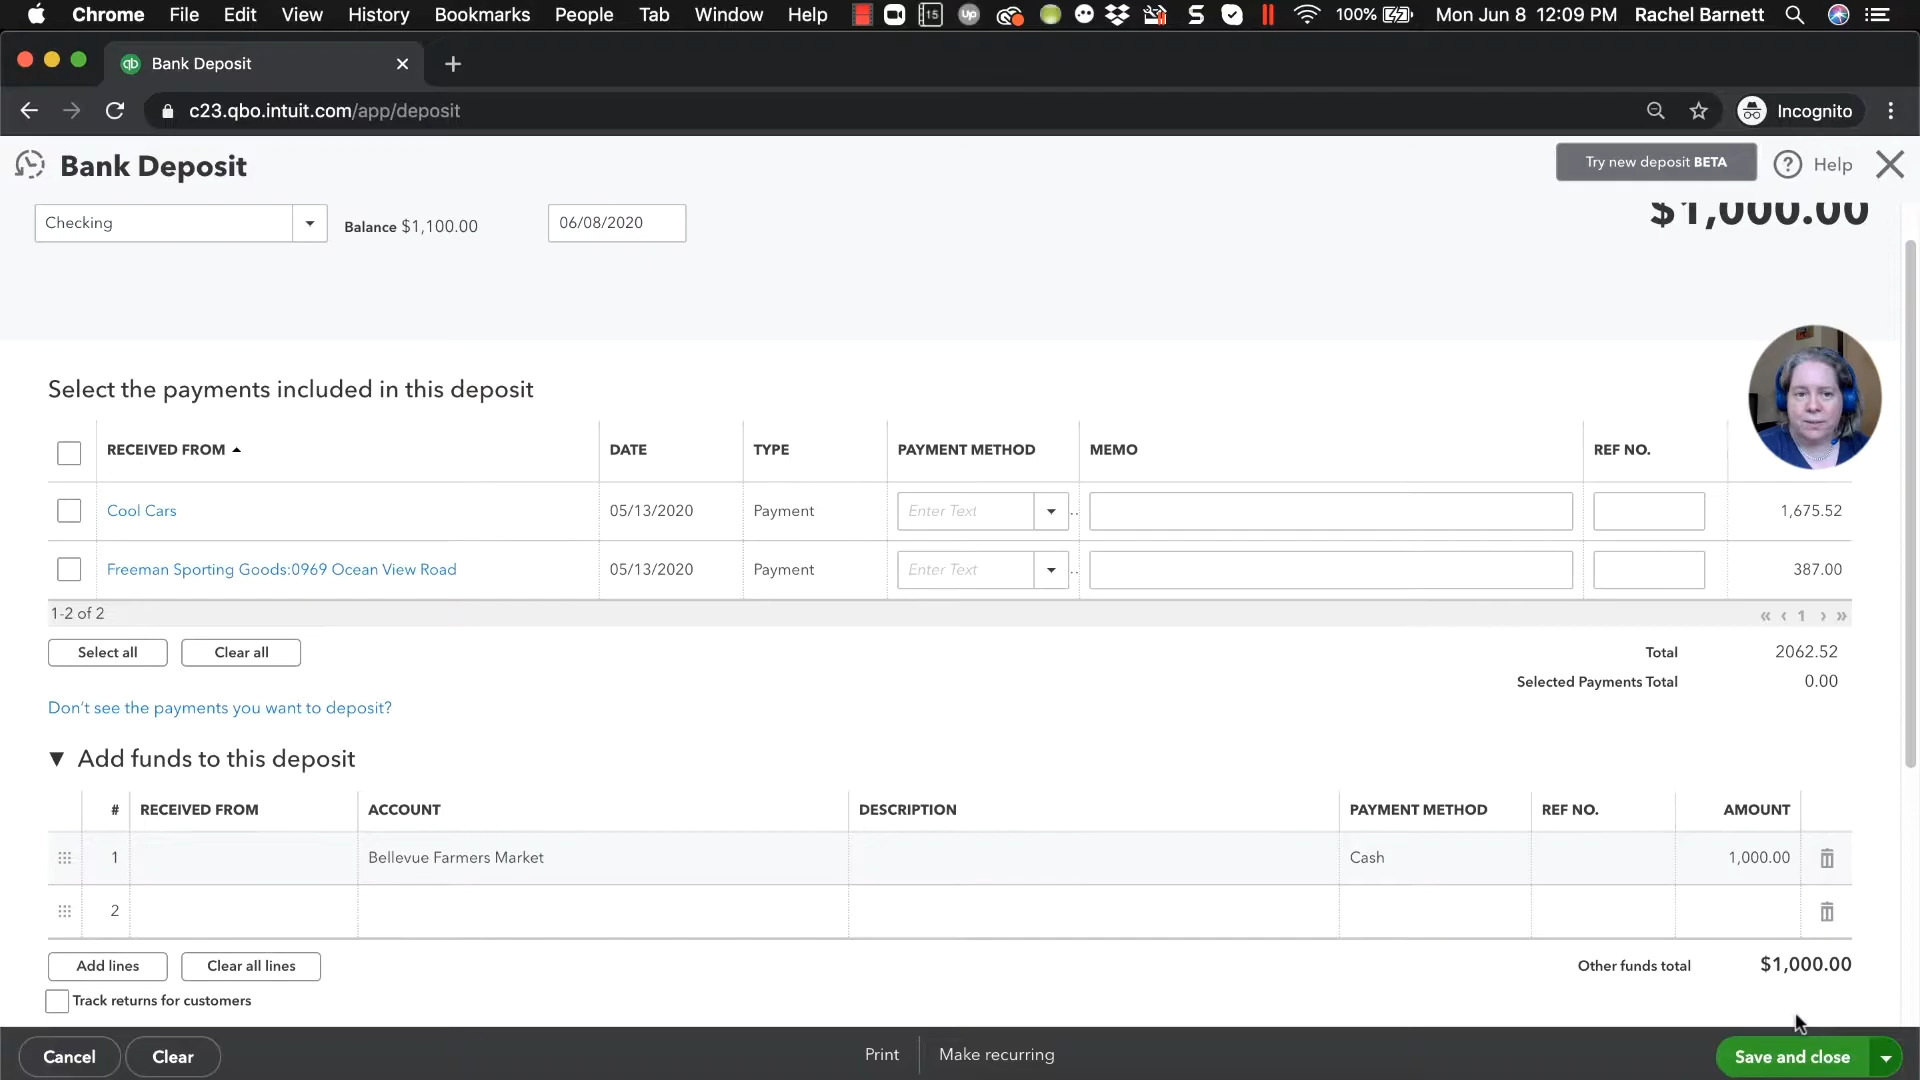 Chrome File Edit View History Bookmarks People Tab Window Help 15 Up S 100% Mon Jun 8 12:09 PM Rachel Barnett
qb Bank Deposit
c23.qbo.intuit.com/app/deposit Incognito
Bank Deposit Try new deposit BETA ? Help
Checking Balance $1,100.00 06/08/2020 $1,000.00
Select the payments included in this deposit
RECEIVED FROM DATE TYPE PAYMENT METHOD MEMO REF NO.
Cool Cars 05/13/2020 Payment Enter Text 1,675.52
Freeman Sporting Goods:0969 Ocean View Road 05/13/2020 Payment Enter Text 387.00
1-2 of 2 « ‹ 1 › »
Select all Clear all Total 2062.52
Selected Payments Total 0.00
Don't see the payments you want to deposit?
Add funds to this deposit
# RECEIVED FROM ACCOUNT DESCRIPTION PAYMENT METHOD REF NO. AMOUNT
1 Bellevue Farmers Market Cash 1,000.00
2
Add lines Clear all lines Other funds total $1,000.00
Track returns for customers
Cancel Clear Print Make recurring Save and close